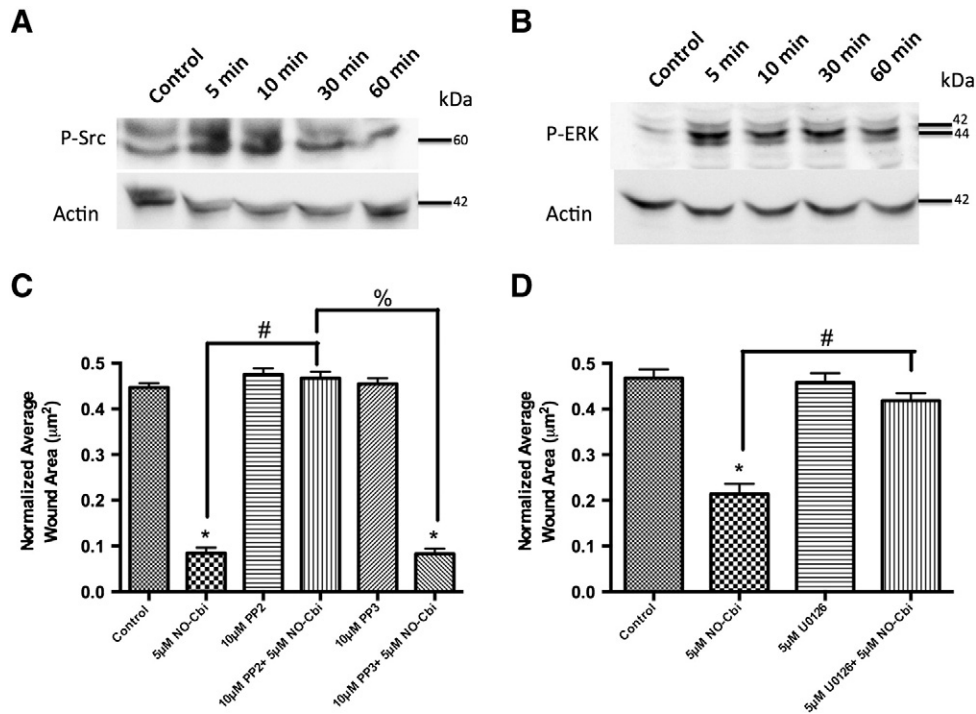 A
Control
5 min
10 min
30 min
60 min
kDa
P-Src
60
Actin
42
B
Control
5 min
10 min
30 min
60 min
kDa
P-ERK
42
44
Actin
42
C
%
#
Normalized Average
Wound Area (µm²)
0.5
0.4
0.3
0.2
0.1
0.0
*
*
Control
5µM NO-Cbi
10µM PP2
10µM PP2+ 5µM NO-Cbi
10µM PP3
10µM PP3+ 5µM NO-Cbi
D
#
Normalized Average
Wound Area (µm²)
0.5
0.4
0.3
0.2
0.1
0.0
*
Control
5µM NO-Cbi
5µM U0126
5µM U0126+ 5µM NO-Cbi